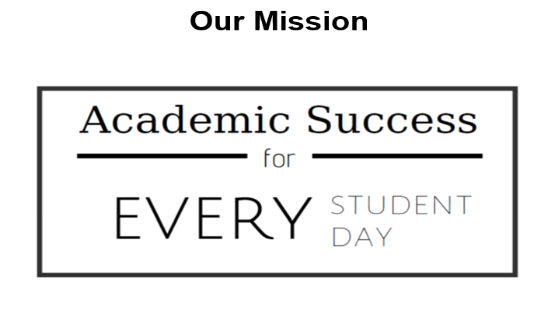 Our Mission
Academic Success
for
EVERY STUDENT
DAY